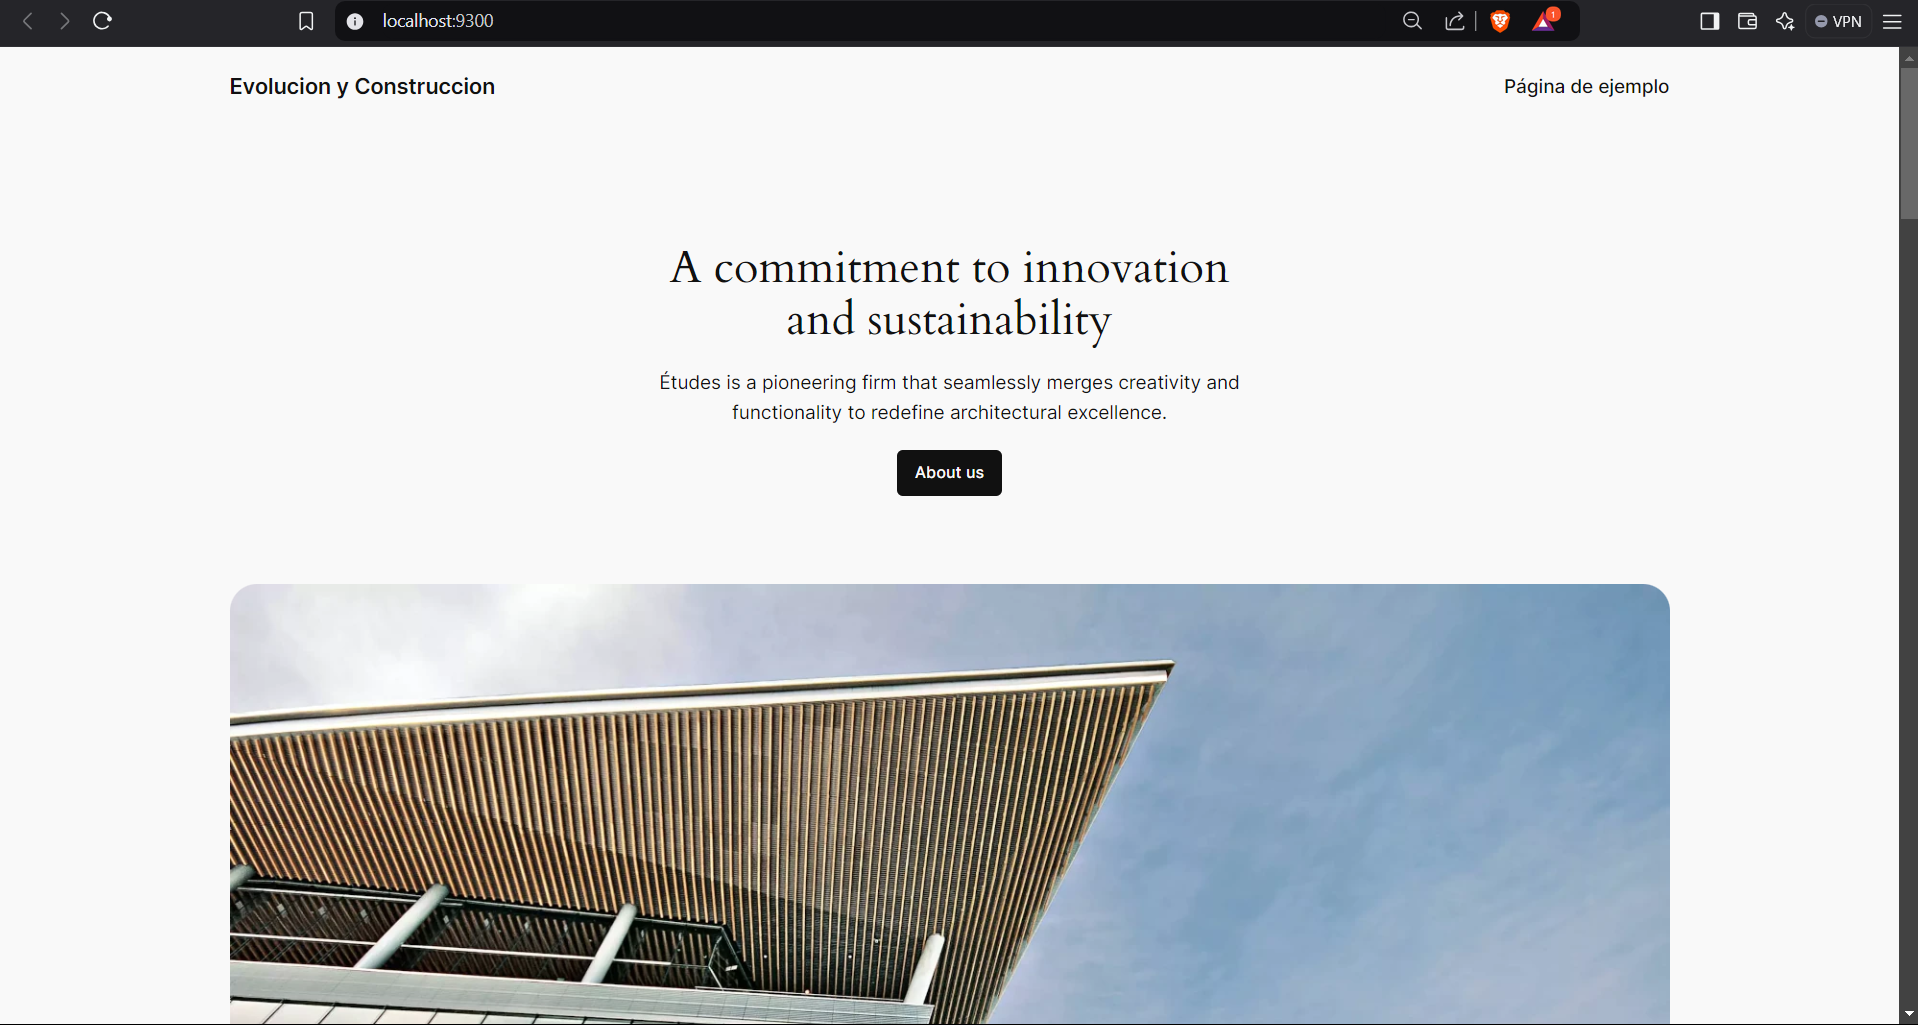 localhost:9300
1
VPN
Evolucion y Construccion
Página de ejemplo
A commitment to innovation
and sustainability
Études is a pioneering firm that seamlessly merges creativity and
functionality to redefine architectural excellence.
About us